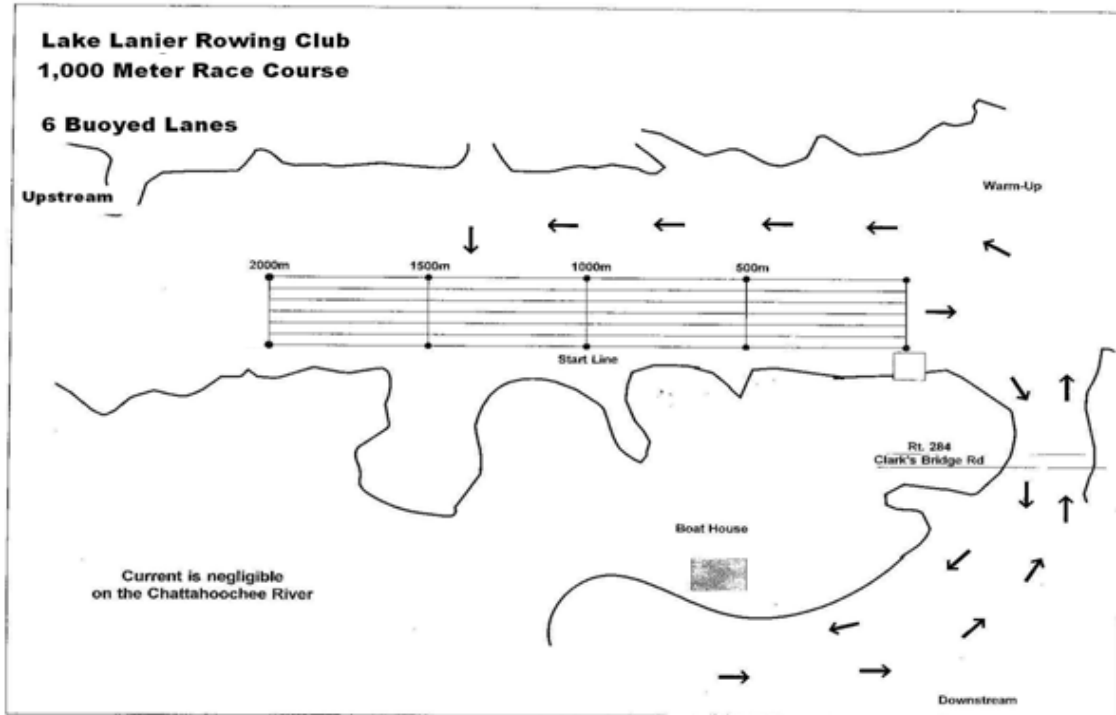 Lake Lanier Rowing Club
1,000 Meter Race Course
6 Buoyed Lanes
Upstream
Warm-Up
2000m
1500m
1000m
500m
Start Line
Rt. 284
Clark's Bridge Rd
Boat House
Current is negligible
on the Chattahoochee River
Downstream